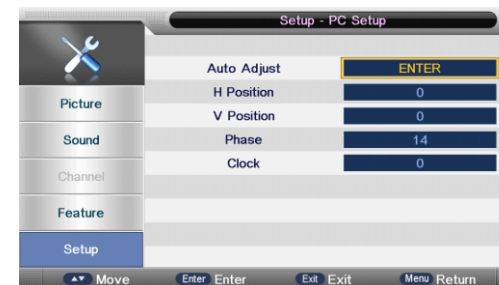 Setup - PC Setup
Auto Adjust ENTER
H Position 0
V Position 0
Phase 14
Clock 0
Picture
Sound
Channel
Feature
Setup
Move Enter Enter Exit Exit Menu Return